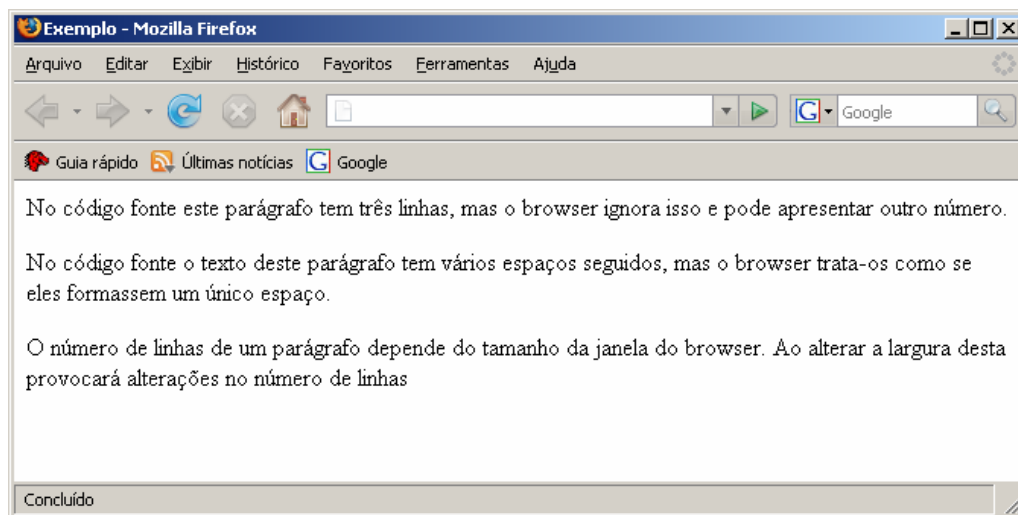 Exemplo - Mozilla Firefox
Arquivo Editar Exibir Histórico Favoritos Ferramentas Ajuda
G Google
Guia rápido Últimas notícias G Google
No código fonte este parágrafo tem três linhas, mas o browser ignora isso e pode apresentar outro número.
No código fonte o texto deste parágrafo tem vários espaços seguidos, mas o browser trata-os como se
eles formassem um único espaço.
O número de linhas de um parágrafo depende do tamanho da janela do browser. Ao alterar a largura desta
provocará alterações no número de linhas
Concluído